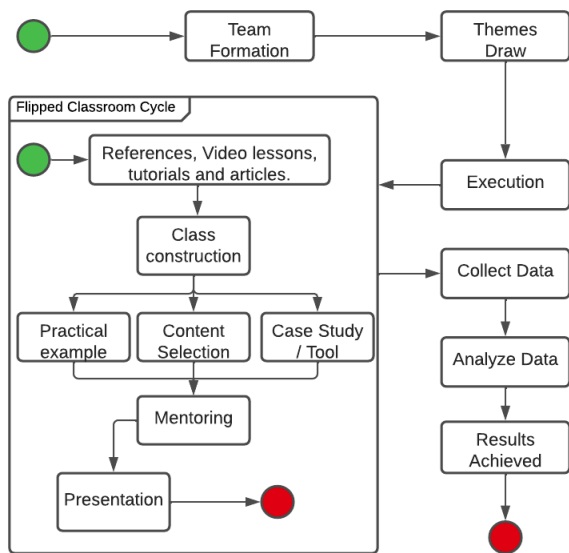 Team
Formation
Themes
Draw
Flipped Classroom Cycle
References, Video lessons,
tutorials and articles.
Execution
Class
construction
Collect Data
Practical
example
Content
Selection
Case Study
/ Tool
Analyze Data
Mentoring
Results
Achieved
Presentation